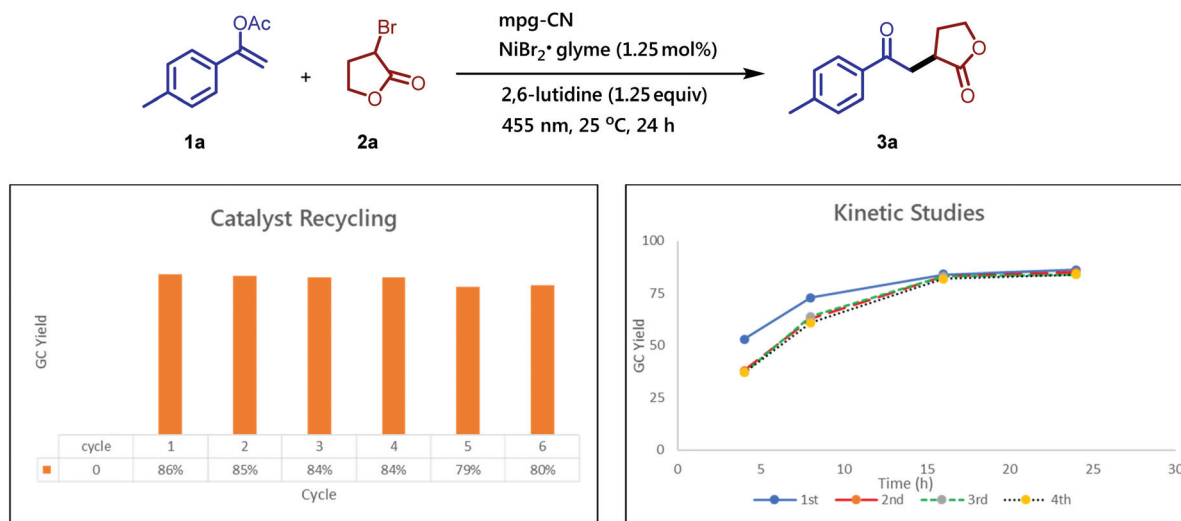 OAc
Br
O
O
1a
+
2a
mpg-CN
NiBr2• glyme (1.25 mol%)
2,6-lutidine (1.25 equiv)
455 nm, 25 ºC, 24 h
O
O
O
3a
Catalyst Recycling
GC Yield
cycle 1 2 3 4 5 6
0 86% 85% 84% 84% 79% 80%
Cycle
Kinetic Studies
GC Yield
100
75
50
25
0
0 5 10 15 20 25 30
Time (h)
1st 2nd 3rd 4th